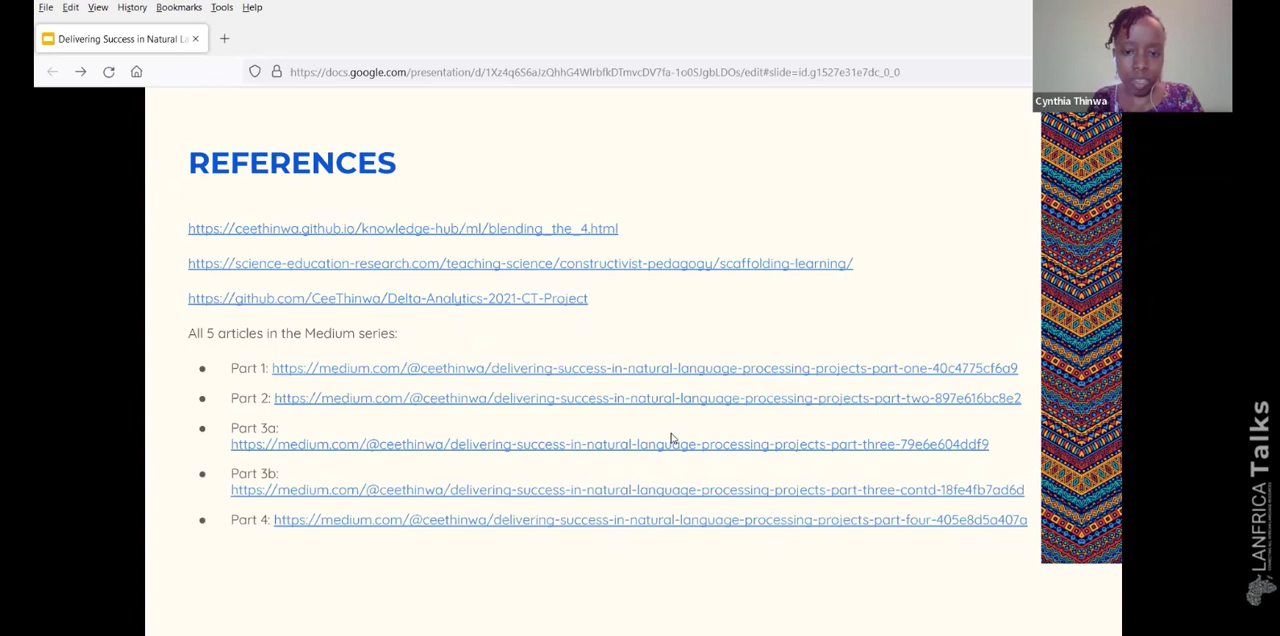 File Edit View History Bookmarks Tools Help
Delivering Success in Natural La
https://docs.google.com/presentation/d/1Xz4q6S6aJzQhhG4WlrbfkDTmvcDV7fa-1o0SJgbLDOs/edit#slide=id.g1527e31e7dc_0_0
Cynthia Thinwa
REFERENCES
https://ceethinwa.github.io/knowledge-hub/ml/blending_the_4.html
https://science-education-research.com/teaching-science/constructivist-pedagogy/scaffolding-learning/
https://github.com/CeeThinwa/Delta-Analytics-2021-CT-Project
All 5 articles in the Medium series:
● Part 1: https://medium.com/@ceethinwa/delivering-success-in-natural-language-processing-projects-part-one-40c4775cf6a9
● Part 2: https://medium.com/@ceethinwa/delivering-success-in-natural-language-processing-projects-part-two-897e616bc8e2
● Part 3a:
https://medium.com/@ceethinwa/delivering-success-in-natural-language-processing-projects-part-three-79e6e604ddf9
● Part 3b:
https://medium.com/@ceethinwa/delivering-success-in-natural-language-processing-projects-part-three-contd-18fe4fb7ad6d
● Part 4: https://medium.com/@ceethinwa/delivering-success-in-natural-language-processing-projects-part-four-405e8d5a407a
LANFRICA Talks